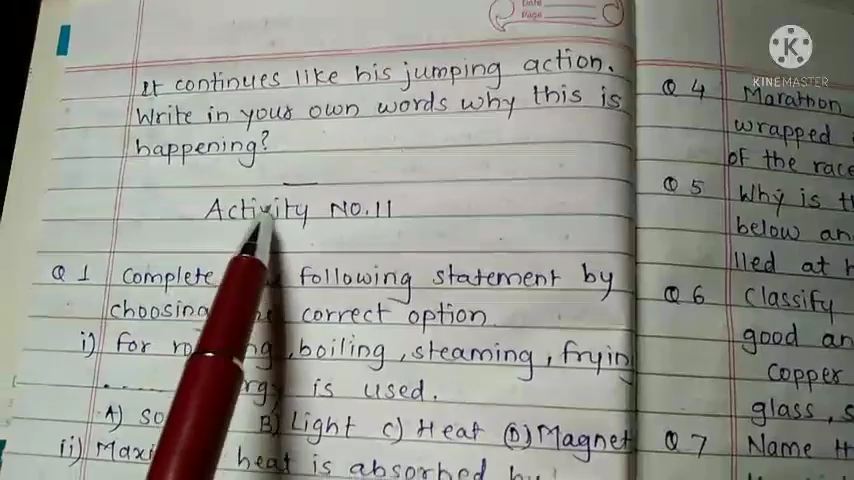 Date
Page
It continues like his jumping action.
Write in your own words why this is
happening?
Activity No.11
Q 1 Complete following statement by
choosing correct option
i) For boiling, steaming, frying
is used.
A) B) Light C) Heat (D) Magnet
ii) heat is absorbed by
KINEMASTER
Q 4 Marathon
wrapped
of the race
Q 5 Why is
below
at
Q 6 Classify
good
copper
glass,
Q 7 Name